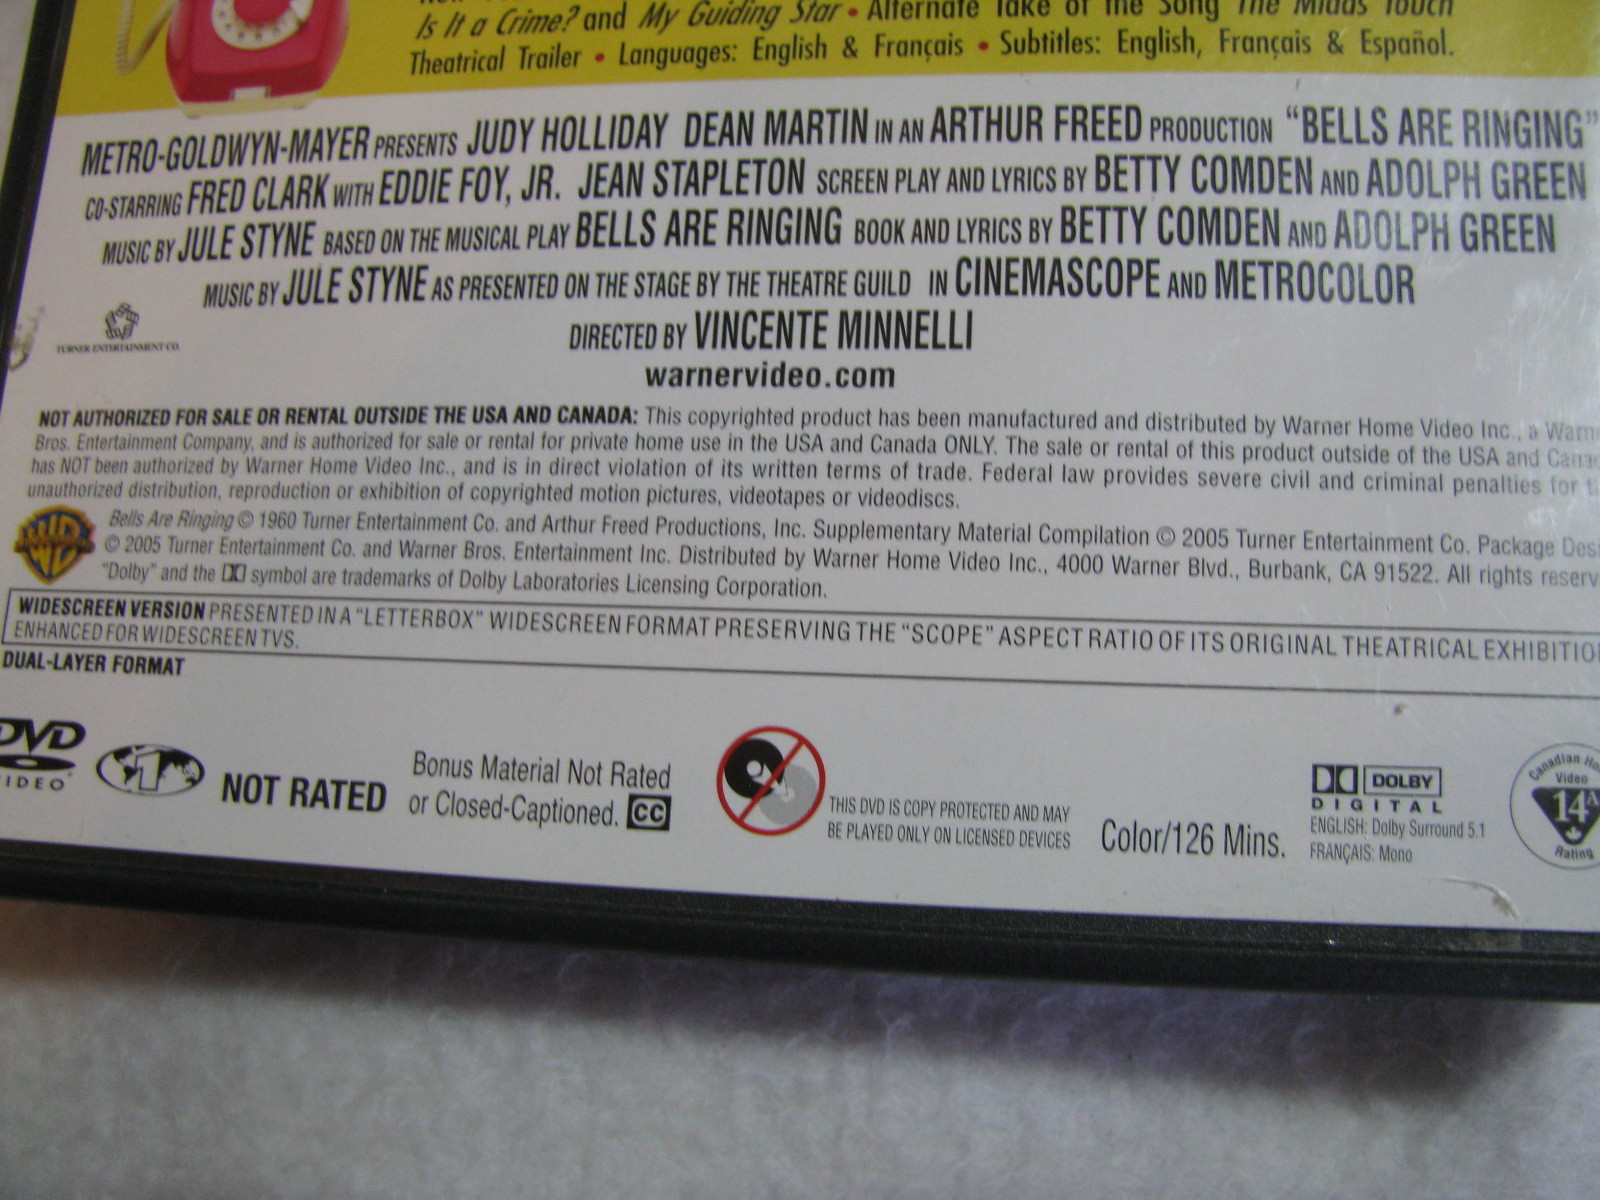 Is It a Crime? and My Guiding Star • Alternate Take of the Song The Midas Touch
Theatrical Trailer • Languages: English & Français • Subtitles: English, Français & Español.
METRO-GOLDWYN-MAYER PRESENTS JUDY HOLLIDAY DEAN MARTIN IN AN ARTHUR FREED PRODUCTION "BELLS ARE RINGING"
CO-STARRING FRED CLARK WITH EDDIE FOY, JR. JEAN STAPLETON SCREEN PLAY AND LYRICS BY BETTY COMDEN AND ADOLPH GREEN
MUSIC BY JULE STYNE BASED ON THE MUSICAL PLAY BELLS ARE RINGING BOOK AND LYRICS BY BETTY COMDEN AND ADOLPH GREEN
MUSIC BY JULE STYNE AS PRESENTED ON THE STAGE BY THE THEATRE GUILD IN CINEMASCOPE AND METROCOLOR
TURNER ENTERTAINMENT CO.
DIRECTED BY VINCENTE MINNELLI
warnervideo.com
NOT AUTHORIZED FOR SALE OR RENTAL OUTSIDE THE USA AND CANADA: This copyrighted product has been manufactured and distributed by Warner Home Video Inc., a Warne
Bros. Entertainment Company, and is authorized for sale or rental for private home use in the USA and Canada ONLY. The sale or rental of this product outside of the USA and Cana
has NOT been authorized by Warner Home Video Inc., and is in direct violation of its written terms of trade. Federal law provides severe civil and criminal penalties for t
unauthorized distribution, reproduction or exhibition of copyrighted motion pictures, videotapes or videodiscs.
Bells Are Ringing © 1960 Turner Entertainment Co. and Arthur Freed Productions, Inc. Supplementary Material Compilation © 2005 Turner Entertainment Co. Package Des
© 2005 Turner Entertainment Co. and Warner Bros. Entertainment Inc. Distributed by Warner Home Video Inc., 4000 Warner Blvd., Burbank, CA 91522. All rights reserv
"Dolby" and the symbol are trademarks of Dolby Laboratories Licensing Corporation.
WIDESCREEN VERSION PRESENTED IN A "LETTERBOX" WIDESCREEN FORMAT PRESERVING THE "SCOPE" ASPECT RATIO OF ITS ORIGINAL THEATRICAL EXHIBITIO
ENHANCED FOR WIDESCREEN TVS.
DUAL-LAYER FORMAT
DVD
VIDEO
1
NOT RATED
Bonus Material Not Rated
or Closed-Captioned. CC
THIS DVD IS COPY PROTECTED AND MAY
BE PLAYED ONLY ON LICENSED DEVICES
Color/126 Mins.
DOLBY
DIGITAL
ENGLISH: Dolby Surround 5.1
FRANÇAIS: Mono
Canadian Ho
Video
14A
Rating